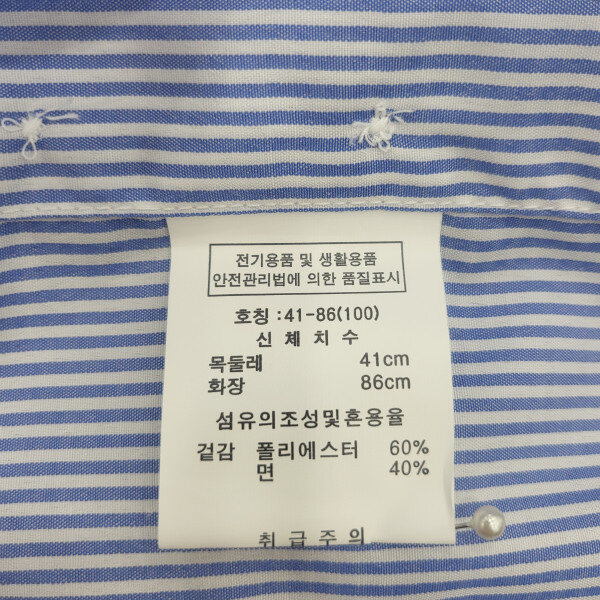 전기용품 및 생활용품
안전관리법에 의한 품질표시
호칭 :41-86(100)
신 체 치 수
목둘레 41cm
화장 86cm
섬유의조성및혼용율
겉감 폴리에스터 60%
면 40%
취급주의